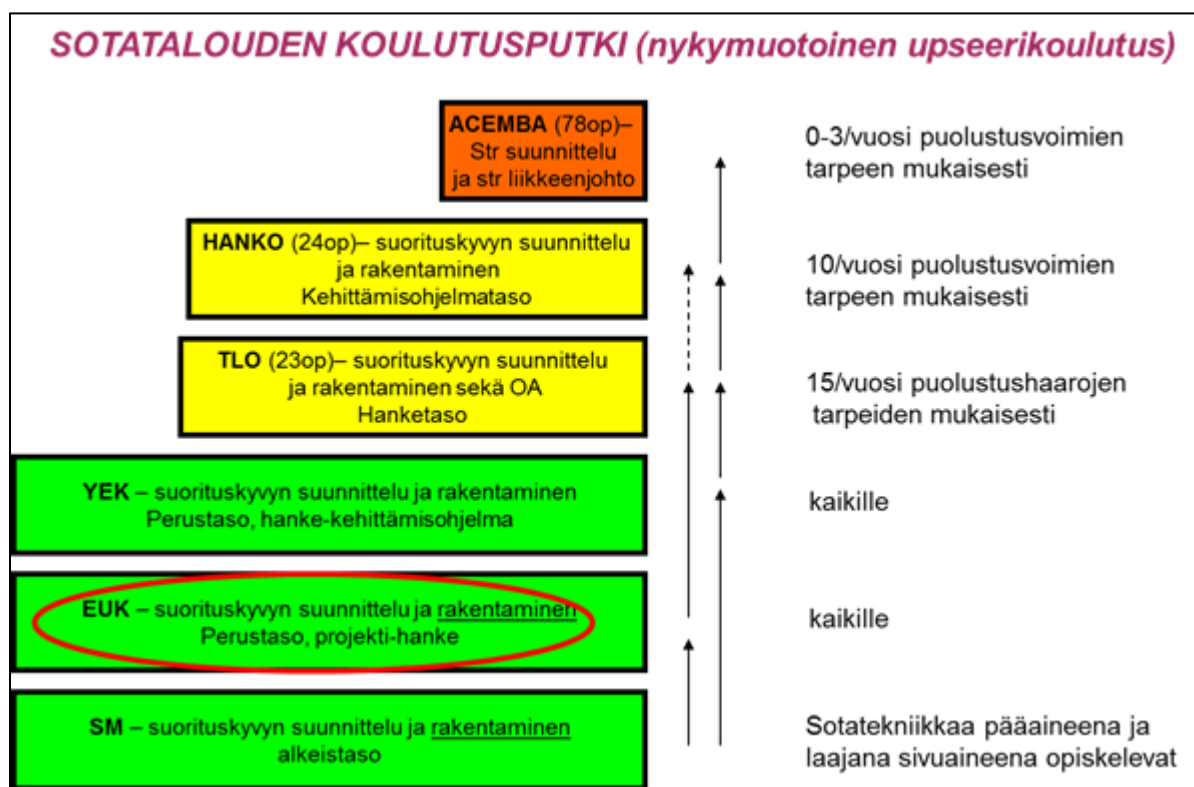 SOTATALOUDEN KOULUTUSPUTKI (nykymuotoinen upseerikoulutus)
ACEMBA (78op)–
Str suunnittelu
ja str liikkeenjohto
0-3/vuosi puolustusvoimien
tarpeen mukaisesti
HANKO (24op)– suorituskyvyn suunnittelu
ja rakentaminen
Kehittämisohjelmataso
10/vuosi puolustusvoimien
tarpeen mukaisesti
TLO (23op)– suorituskyvyn suunnittelu
ja rakentaminen sekä OA
Hanketaso
15/vuosi puolustushaarojen
tarpeiden mukaisesti
YEK – suorituskyvyn suunnittelu ja rakentaminen
Perustaso, hanke-kehittämisohjelma
kaikille
EUK – suorituskyvyn suunnittelu ja rakentaminen
Perustaso, projekti-hanke
kaikille
SM – suorituskyvyn suunnittelu ja rakentaminen
alkeistaso
Sotatekniikkaa pääaineena ja
laajana sivuaineena opiskelevat